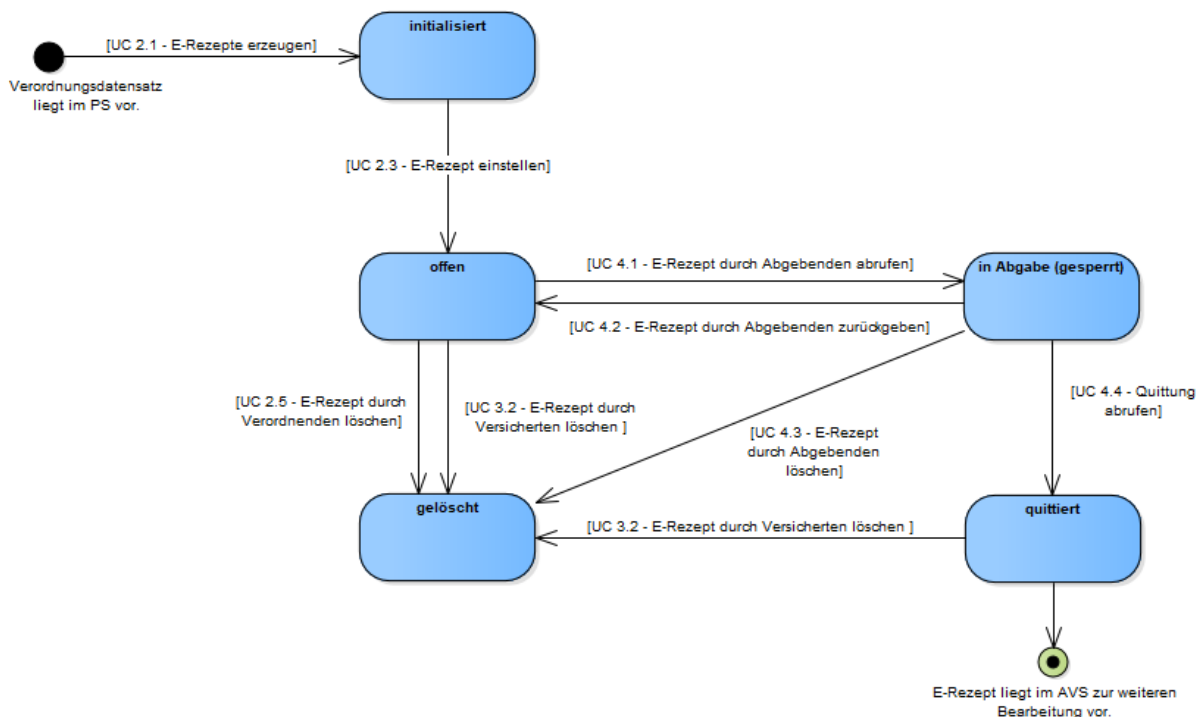 initialisiert
[UC 2.1 - E-Rezepte erzeugen]
Verordnungsdatensatz
liegt im PS vor.
[UC 2.3 - E-Rezept einstellen]
offen
[UC 4.1 - E-Rezept durch Abgebenden abrufen]
in Abgabe (gesperrt)
[UC 4.2 - E-Rezept durch Abgebenden zurückgeben]
[UC 2.5 - E-Rezept durch
Verordnenden löschen]
[UC 3.2 - E-Rezept durch
Versicherten löschen ]
[UC 4.3 - E-Rezept
durch Abgebenden
löschen]
[UC 4.4 - Quittung
abrufen]
gelöscht
[UC 3.2 - E-Rezept durch Versicherten löschen ]
quittiert
E-Rezept liegt im AVS zur weiteren
Bearbeitung vor.